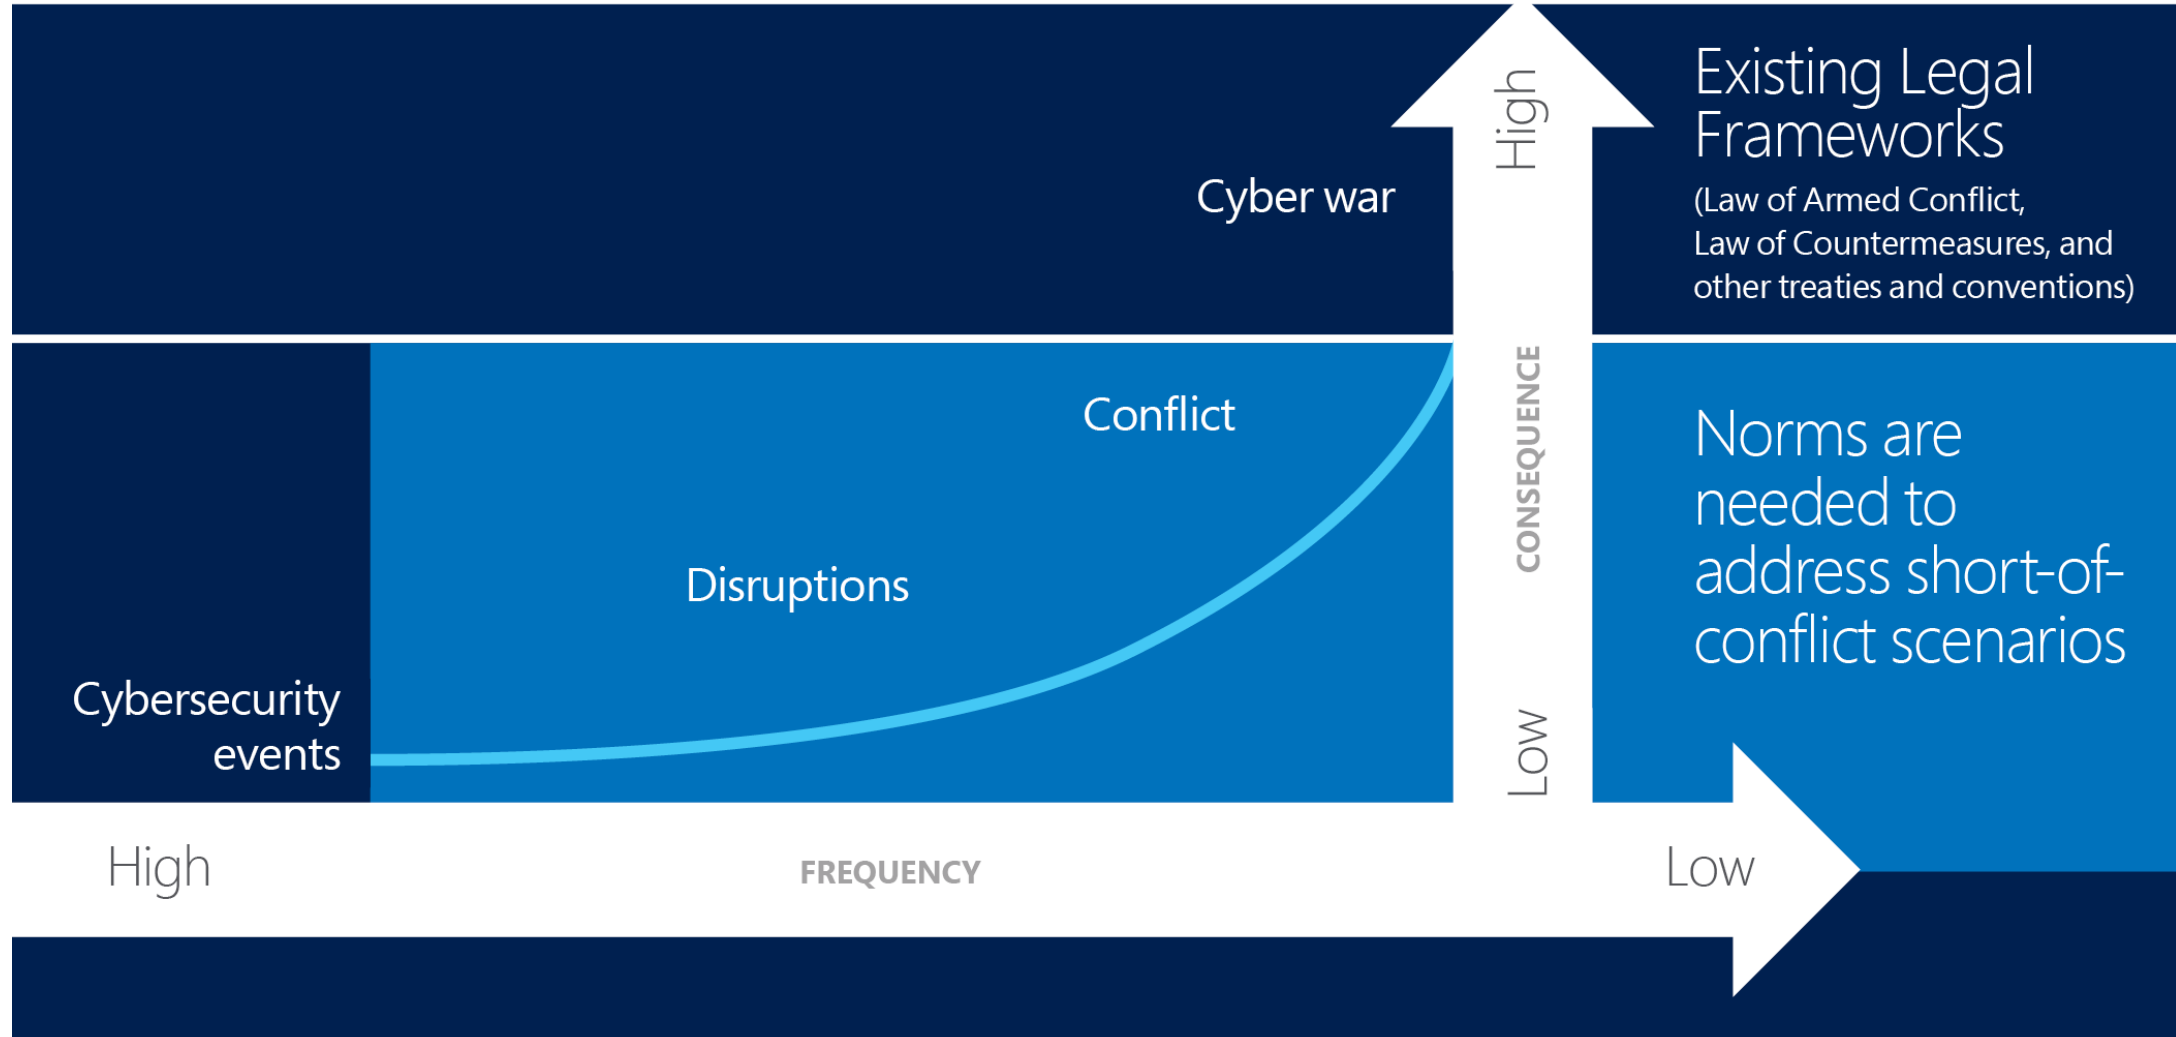 High
Existing Legal
Frameworks
(Law of Armed Conflict,
Law of Countermeasures, and
other treaties and conventions)
Cyber war
CONSEQUENCE
Conflict
Norms are
needed to
address short-of-
conflict scenarios
Disruptions
Cybersecurity
events
Low
High
FREQUENCY
Low